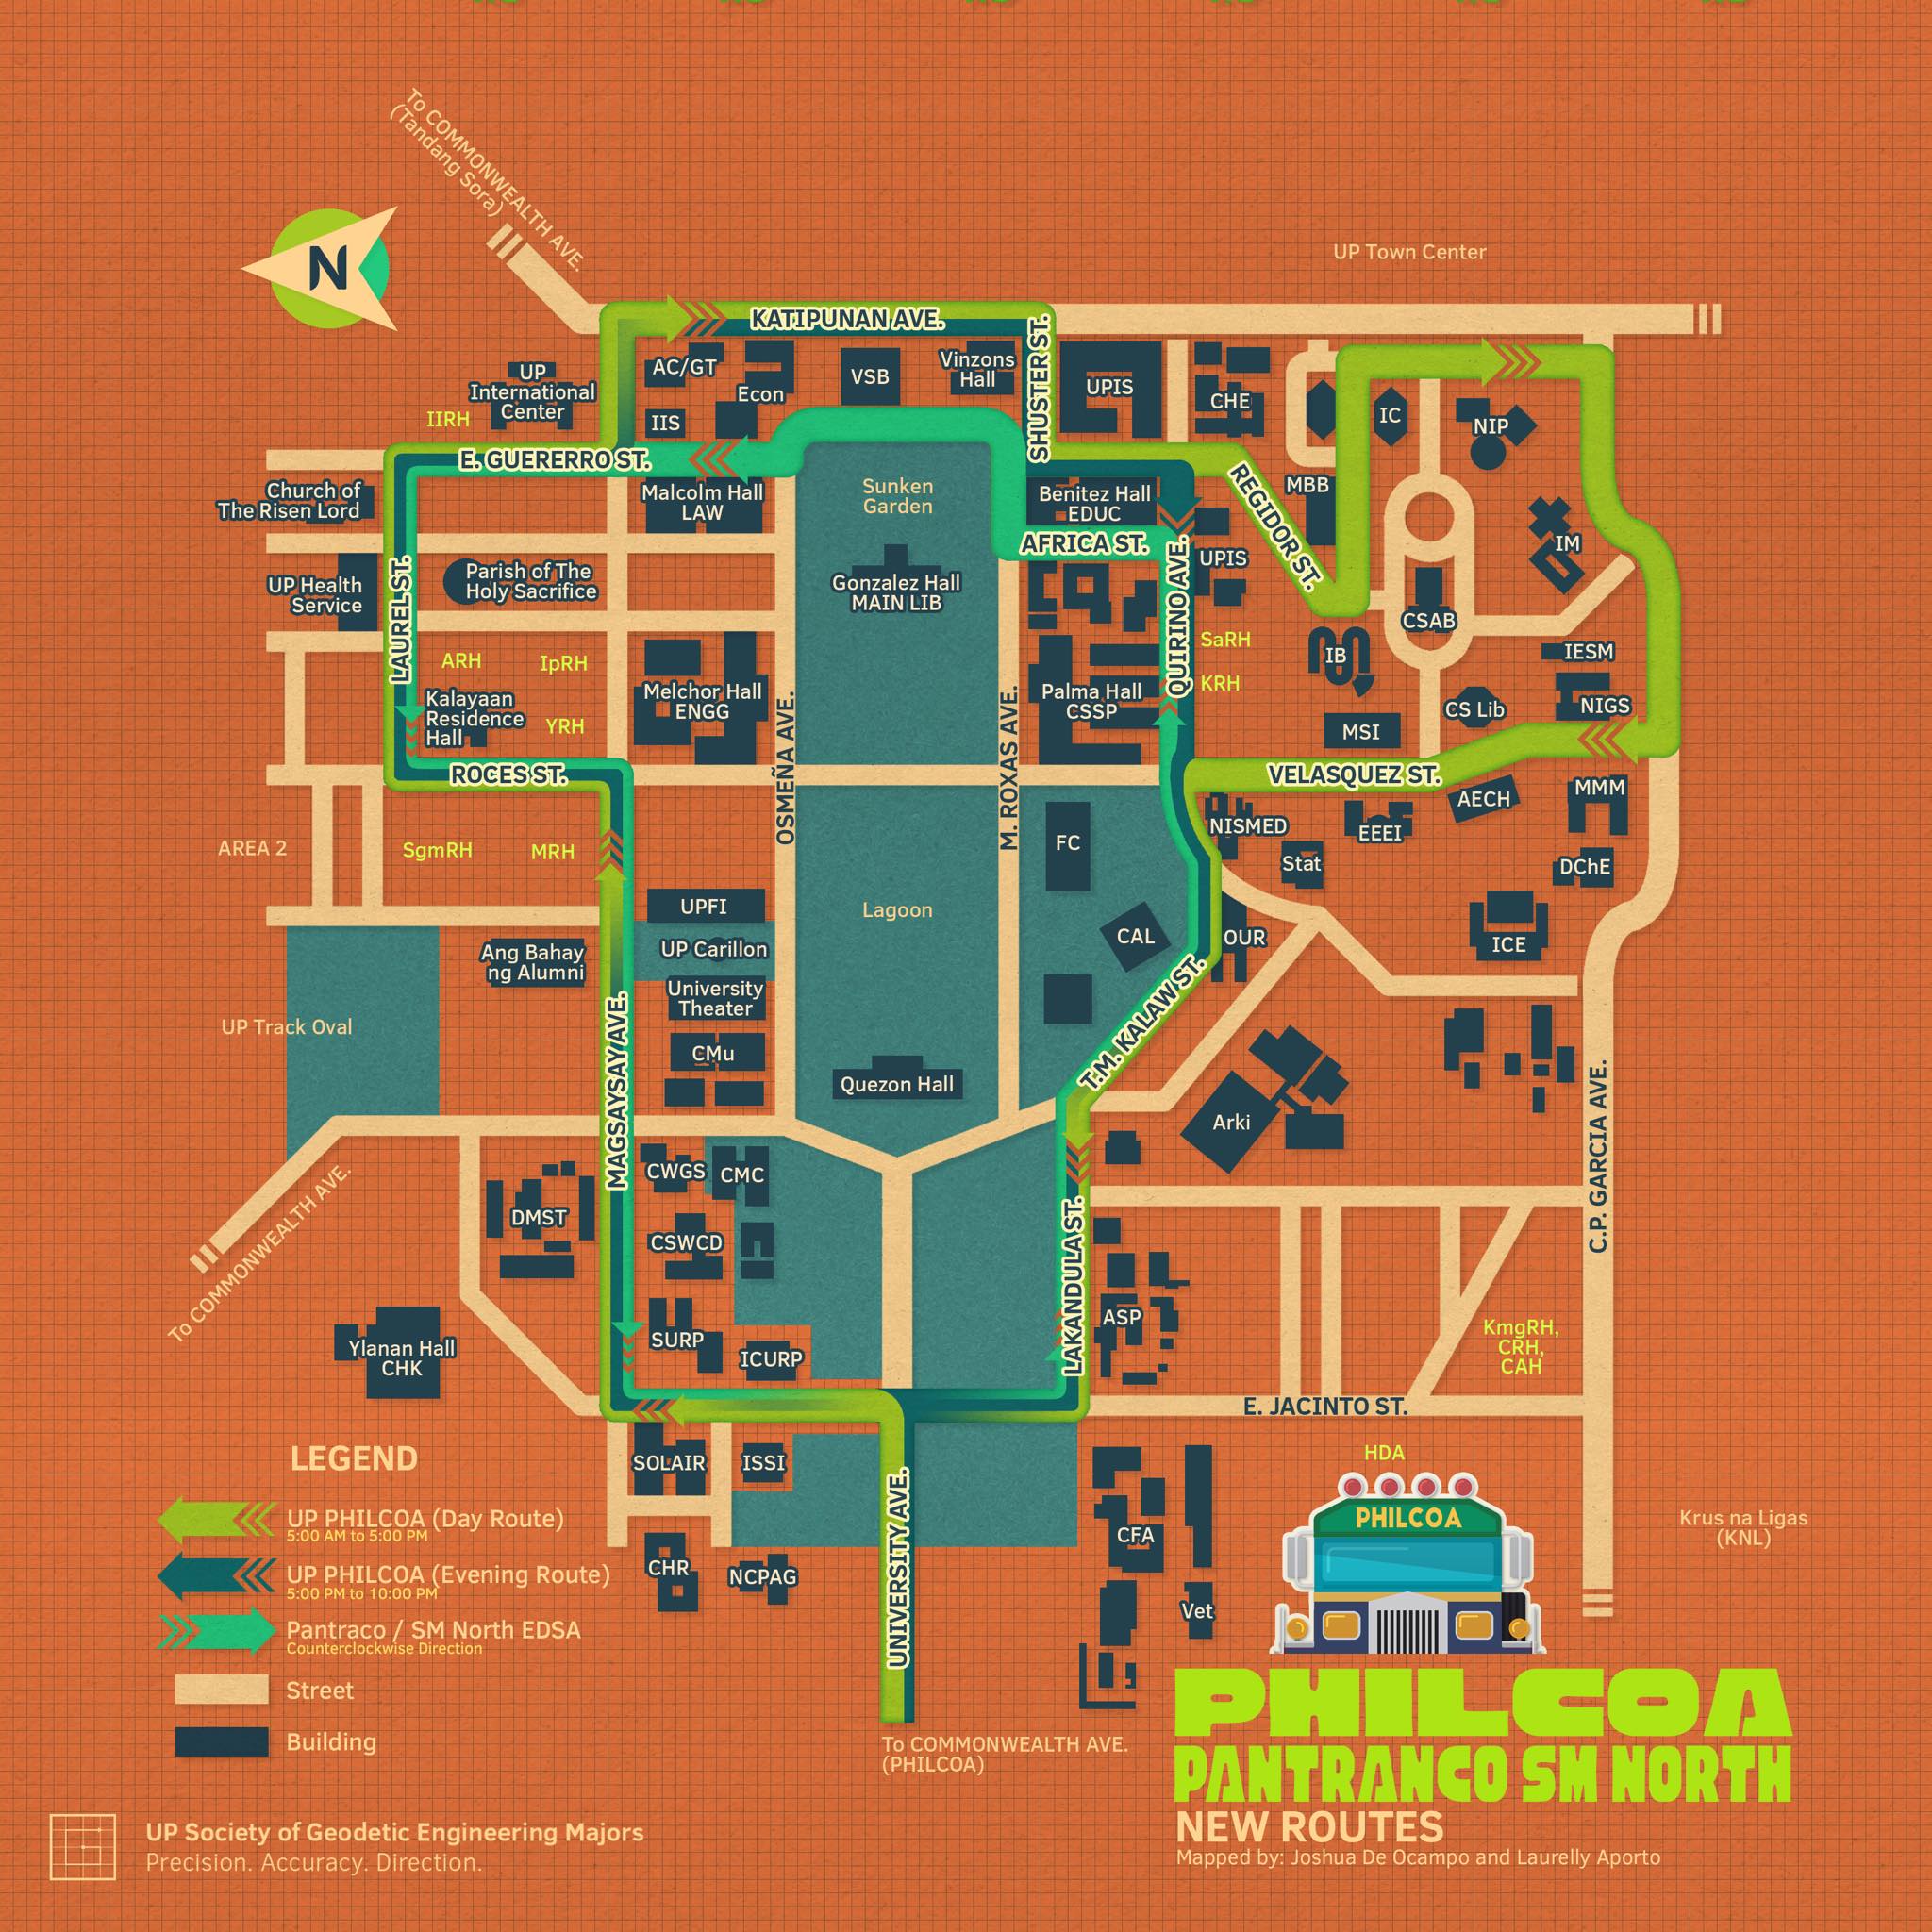 To COMMONWEALTH AVE.
(Tandang Sora)
N
UP Town Center
KATIPUNAN AVE.
SHUSTER ST.
UP
International
Center
IIRH
AC/GT
Econ
IIS
VSB
Vinzons
Hall
UPIS
CHE
IC
NIP
E. GUERERRO ST.
Church of
The Risen Lord
Malcolm Hall
LAW
Sunken
Garden
Benitez Hall
EDUC
REGIDOR ST.
MBB
AFRICA ST.
IM
UPIS
UP Health
Service
LAUREL ST.
Parish of The
Holy Sacrifice
Gonzalez Hall
MAIN LIB
QUIRINO AVE.
CSAB
SaRH
KRH
IB
IESM
ARH
IpRH
Kalayaan
Residence
Hall
YRH
Melchor Hall
ENGG
OSMEÑA AVE.
M. ROXAS AVE.
Palma Hall
CSSP
MSI
CS Lib
NIGS
ROCES ST.
VELASQUEZ ST.
AECH
MMM
NISMED
EEEI
Stat
DChE
AREA 2
SgmRH
MRH
FC
UPFI
Lagoon
UP Carillon
CAL
OUR
ICE
Ang Bahay
ng Alumni
University
Theater
UP Track Oval
MAGSAYSAY AVE.
CMu
Quezon Hall
T.M. KALAW ST.
Arki
C.P. GARCIA AVE.
To COMMONWEALTH AVE.
DMST
CWGS
CMC
CSWCD
LAKANDULA ST.
ASP
SURP
ICURP
Ylanan Hall
CHK
KmgRH,
CRH,
CAH
E. JACINTO ST.
HDA
SOLAIR
ISSI
UNIVERSITY AVE.
CFA
CHR
NCPAG
Vet
Krus na Ligas
(KNL)
LEGEND
UP PHILCOA (Day Route)
5:00 AM to 5:00 PM
UP PHILCOA (Evening Route)
5:00 PM to 10:00 PM
Pantraco / SM North EDSA
Counterclockwise Direction
Street
Building
To COMMONWEALTH AVE.
(PHILCOA)
PHILCOA
PHILCOA
PANTRANCO SM NORTH
NEW ROUTES
Mapped by: Joshua De Ocampo and Laurelly Aporto
UP Society of Geodetic Engineering Majors
Precision. Accuracy. Direction.